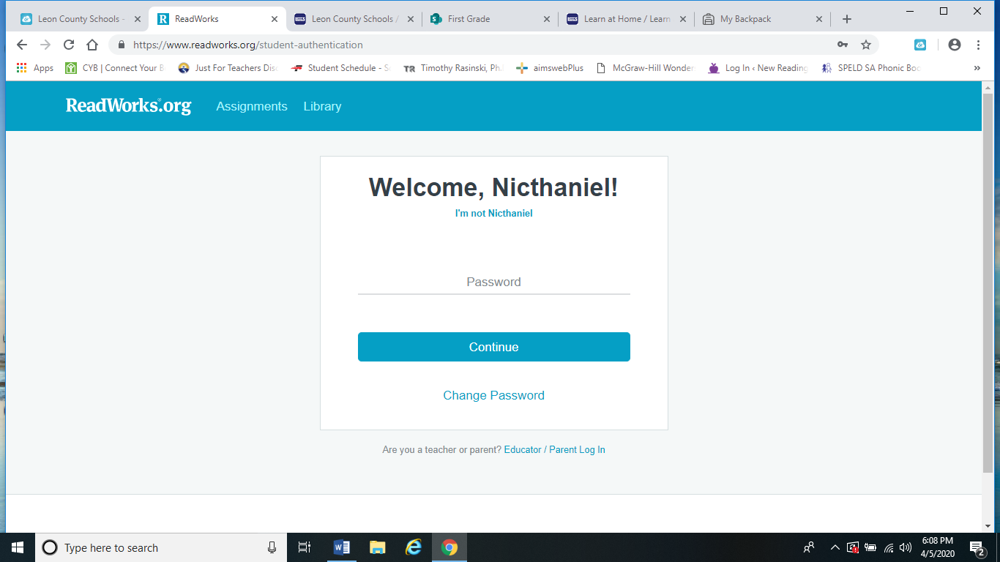 Leon County Schools -
ReadWorks
Leon County Schools /
First Grade
Learn at Home / Learn
My Backpack
https://www.readworks.org/student-authentication
Apps
CYB | Connect Your B
Just For Teachers Dis
Student Schedule - S
TR Timothy Rasinski, Ph.
aimswebPlus
McGraw-Hill Wonder
Log In ‹ New Reading
SPELD SA Phonic Boo
»
ReadWorks.org
Assignments
Library
Welcome, Nicthaniel!
I'm not Nicthaniel
Password
Continue
Change Password
Are you a teacher or parent? Educator / Parent Log In
Type here to search
6:08 PM
4/5/2020
2